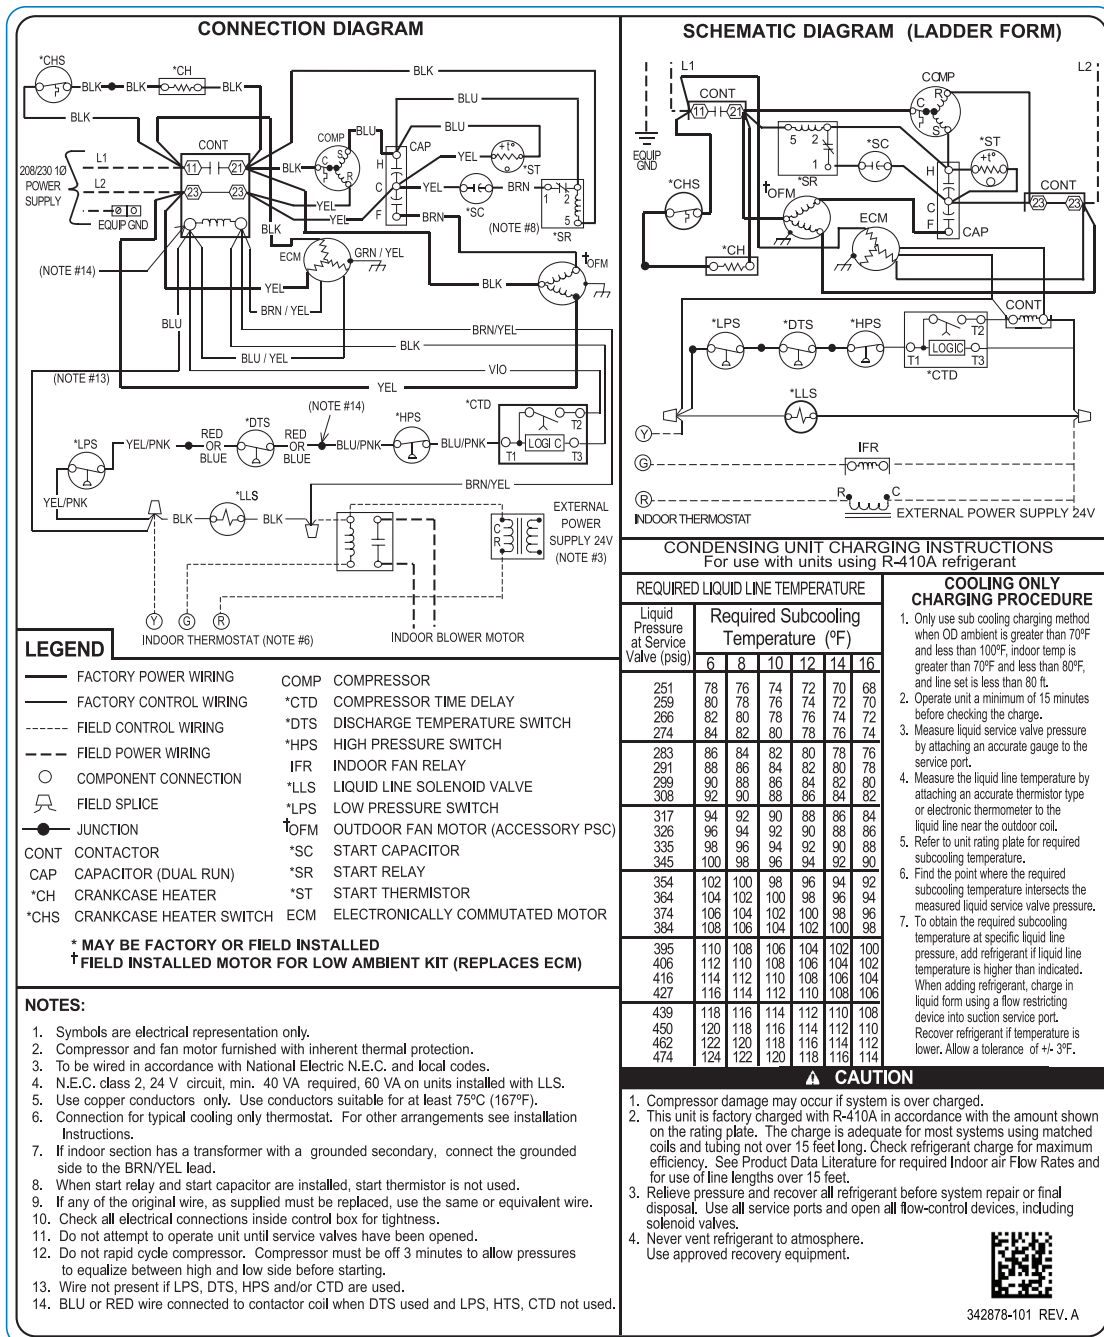 CONNECTION DIAGRAM
*CHS
BLK
BLK
*CH
BLK
BLK
BLU
BLU
BLU
COMP
CAP
+t°
*ST
CONT
11
21
BLK
C
S
R
H
C
F
YEL
YEL
BRN
1
2
5
*SC
*SR
(NOTE #8)
208/230 1Ø
POWER
SUPPLY
L1
L2
EQUIP GND
23
23
YEL
YEL
BRN
BLK
ECM
GRN / YEL
†OFM
(NOTE #14)
YEL
BLK
BRN / YEL
BLU
BRN/YEL
BLK
BLU / YEL
VIO
(NOTE #13)
YEL
(NOTE #14)
*CTD
*LPS
YEL/PNK
RED
OR
BLUE
*DTS
RED
OR
BLUE
BLU/PNK
*HPS
BLU/PNK
T1
LOGIC
T2
T3
YEL/PNK
BRN/YEL
*LLS
BLK
BLK
C
R
EXTERNAL
POWER
SUPPLY 24V
(NOTE #3)
Y
G
R
INDOOR THERMOSTAT (NOTE #6)
INDOOR BLOWER MOTOR
SCHEMATIC DIAGRAM (LADDER FORM)
L1
COMP
L2
CONT
11
21
R
C
S
EQUIP
GND
5
2
1
*SC
*SR
+t°
*ST
H
C
F
CAP
CONT
23
23
*CHS
†OFM
ECM
*CH
CONT
*LPS
*DTS
*HPS
T2
T1
LOGIC
T3
*CTD
*LLS
Y
G
IFR
R
R
C
INDOOR THERMOSTAT
EXTERNAL POWER SUPPLY 24V
LEGEND
FACTORY POWER WIRING
FACTORY CONTROL WIRING
FIELD CONTROL WIRING
FIELD POWER WIRING
COMPONENT CONNECTION
FIELD SPLICE
JUNCTION
CONT CONTACTOR
CAP CAPACITOR (DUAL RUN)
*CH CRANKCASE HEATER
*CHS CRANKCASE HEATER SWITCH
COMP COMPRESSOR
*CTD COMPRESSOR TIME DELAY
*DTS DISCHARGE TEMPERATURE SWITCH
*HPS HIGH PRESSURE SWITCH
IFR INDOOR FAN RELAY
*LLS LIQUID LINE SOLENOID VALVE
*LPS LOW PRESSURE SWITCH
†OFM OUTDOOR FAN MOTOR (ACCESSORY PSC)
*SC START CAPACITOR
*SR START RELAY
*ST START THERMISTOR
ECM ELECTRONICALLY COMMUTATED MOTOR
* MAY BE FACTORY OR FIELD INSTALLED
† FIELD INSTALLED MOTOR FOR LOW AMBIENT KIT (REPLACES ECM)
NOTES:
1. Symbols are electrical representation only.
2. Compressor and fan motor furnished with inherent thermal protection.
3. To be wired in accordance with National Electric N.E.C. and local codes.
4. N.E.C. class 2, 24 V circuit, min. 40 VA required, 60 VA on units installed with LLS.
5. Use copper conductors only. Use conductors suitable for at least 75ºC (167ºF).
6. Connection for typical cooling only thermostat. For other arrangements see installation
Instructions.
7. If indoor section has a transformer with a grounded secondary, connect the grounded
side to the BRN/YEL lead.
8. When start relay and start capacitor are installed, start thermistor is not used.
9. If any of the original wire, as supplied must be replaced, use the same or equivalent wire.
10. Check all electrical connections inside control box for tightness.
11. Do not attempt to operate unit until service valves have been opened.
12. Do not rapid cycle compressor. Compressor must be off 3 minutes to allow pressures
to equalize between high and low side before starting.
13. Wire not present if LPS, DTS, HPS and/or CTD are used.
14. BLU or RED wire connected to contactor coil when DTS used and LPS, HTS, CTD not used.
CONDENSING UNIT CHARGING INSTRUCTIONS
For use with units using R-410A refrigerant
REQUIRED LIQUID LINE TEMPERATURE
Liquid
Pressure
at Service
Valve (psig)
Required Subcooling
Temperature (ºF)
6 8 10 12 14 16
251 78 76 74 72 70 68
259 80 78 76 74 72 70
266 82 80 78 76 74 72
274 84 82 80 78 76 74
283 86 84 82 80 78 76
291 88 86 84 82 80 78
299 90 88 86 84 82 80
308 92 90 88 86 84 82
317 94 92 90 88 86 84
326 96 94 92 90 88 86
335 98 96 94 92 90 88
345 100 98 96 94 92 90
354 102 100 98 96 94 92
364 104 102 100 98 96 94
374 106 104 102 100 98 96
384 108 106 104 102 100 98
395 110 108 106 104 102 100
406 112 110 108 106 104 102
416 114 112 110 108 106 104
427 116 114 112 110 108 106
439 118 116 114 112 110 108
450 120 118 116 114 112 110
462 122 120 118 116 114 112
474 124 122 120 118 116 114
COOLING ONLY
CHARGING PROCEDURE
1. Only use sub cooling charging method
when OD ambient is greater than 70ºF
and less than 100ºF, indoor temp is
greater than 70ºF and less than 80ºF,
and line set is less than 80 ft.
2. Operate unit a minimum of 15 minutes
before checking the charge.
3. Measure liquid service valve pressure
by attaching an accurate gauge to the
service port.
4. Measure the liquid line temperature by
attaching an accurate thermistor type
or electronic thermometer to the
liquid line near the outdoor coil.
5. Refer to unit rating plate for required
subcooling temperature.
6. Find the point where the required
subcooling temperature intersects the
measured liquid service valve pressure.
7. To obtain the required subcooling
temperature at specific liquid line
pressure, add refrigerant if liquid line
temperature is higher than indicated.
When adding refrigerant, charge in
liquid form using a flow restricting
device into suction service port.
Recover refrigerant if temperature is
lower. Allow a tolerance of +/- 3ºF.
CAUTION
1. Compressor damage may occur if system is over charged.
2. This unit is factory charged with R-410A in accordance with the amount shown
on the rating plate. The charge is adequate for most systems using matched
coils and tubing not over 15 feet long. Check refrigerant charge for maximum
efficiency. See Product Data Literature for required Indoor air Flow Rates and
for use of line lengths over 15 feet.
3. Relieve pressure and recover all refrigerant before system repair or final
disposal. Use all service ports and open all flow-control devices, including
solenoid valves.
4. Never vent refrigerant to atmosphere.
Use approved recovery equipment.
342878-101 REV. A